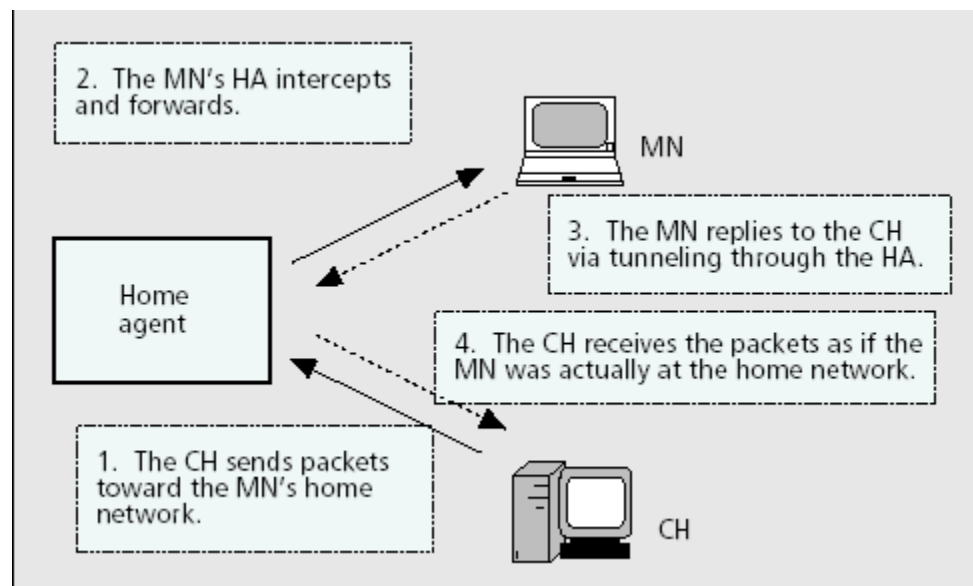 2. The MN's HA intercepts
and forwards.
MN
3. The MN replies to the CH
via tunneling through the HA.
Home
agent
4. The CH receives the packets as if the
MN was actually at the home network.
1. The CH sends packets
toward the MN's home
network.
CH